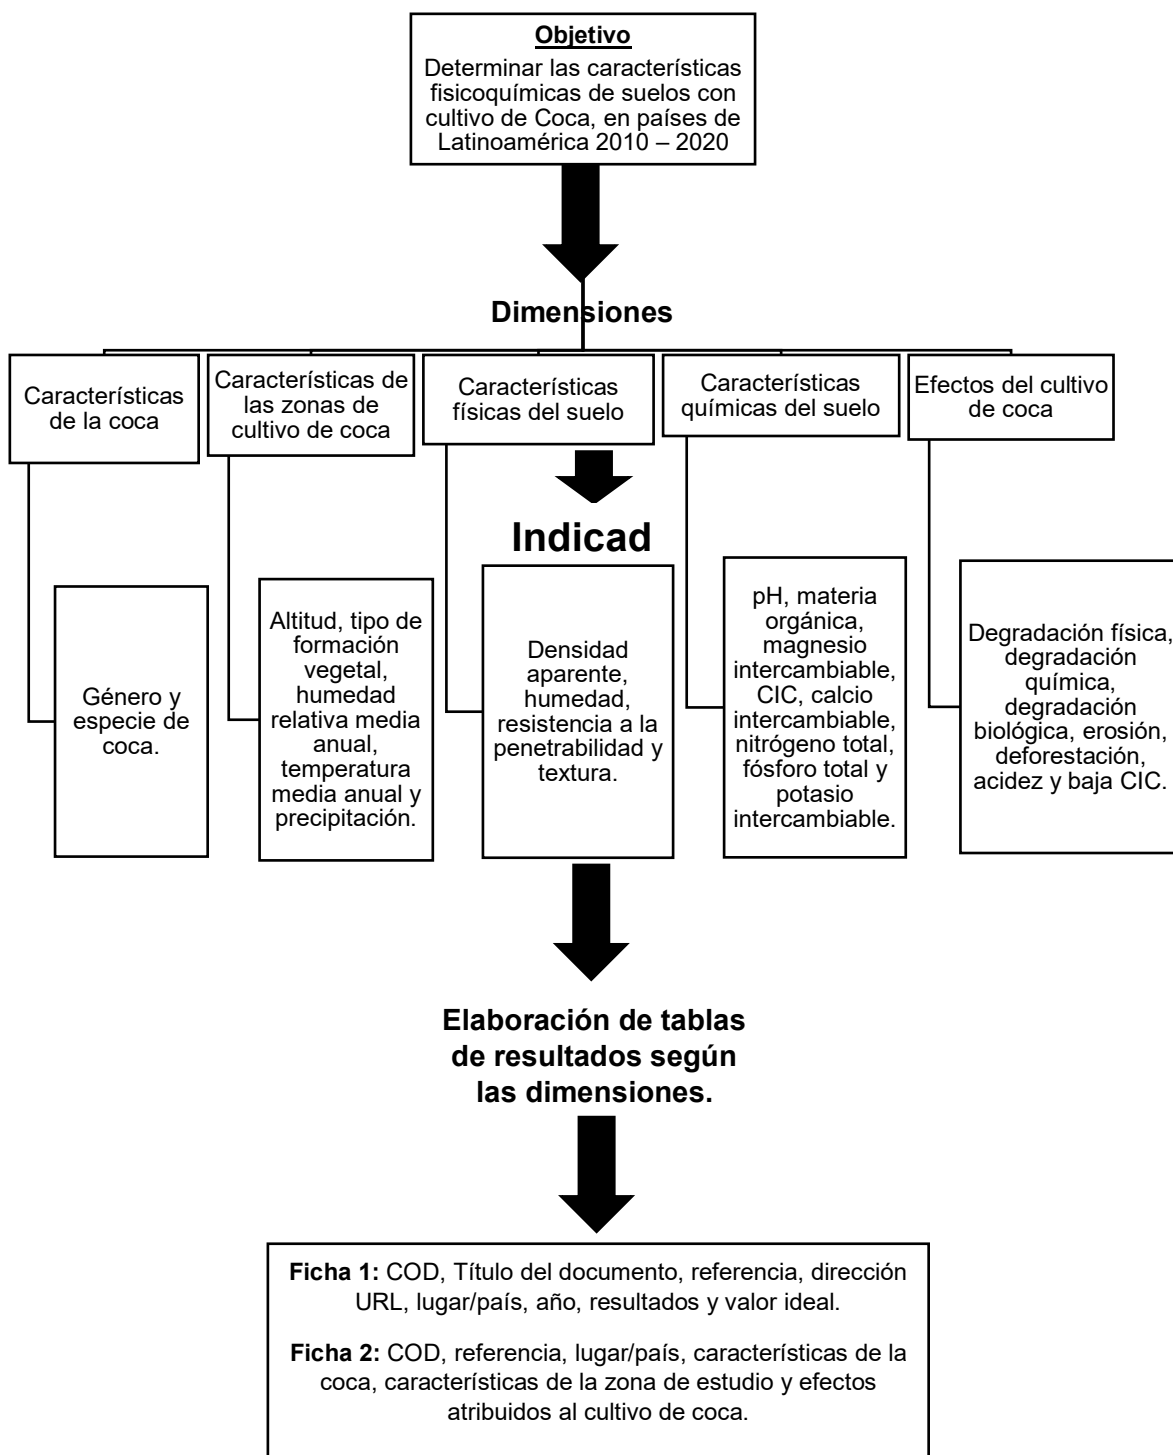 Objetivo
Determinar las características
fisicoquímicas de suelos con
cultivo de Coca, en países de
Latinoamérica 2010 – 2020
Dimensiones
Características
de la coca
Características de
las zonas de
cultivo de coca
Características
físicas del suelo
Características
químicas del suelo
Efectos del cultivo
de coca
Indicad
Género y
especie de
coca.
Altitud, tipo de
formación
vegetal,
humedad
relativa media
anual,
temperatura
media anual y
precipitación.
Densidad
aparente,
humedad,
resistencia a la
penetrabilidad y
textura.
pH, materia
orgánica,
magnesio
intercambiable,
CIC, calcio
intercambiable,
nitrógeno total,
fósforo total y
potasio
intercambiable.
Degradación física,
degradación
química,
degradación
biológica, erosión,
deforestación,
acidez y baja CIC.
Elaboración de tablas
de resultados según
las dimensiones.
Ficha 1: COD, Título del documento, referencia, dirección
URL, lugar/país, año, resultados y valor ideal.
Ficha 2: COD, referencia, lugar/país, características de la
coca, características de la zona de estudio y efectos
atribuidos al cultivo de coca.